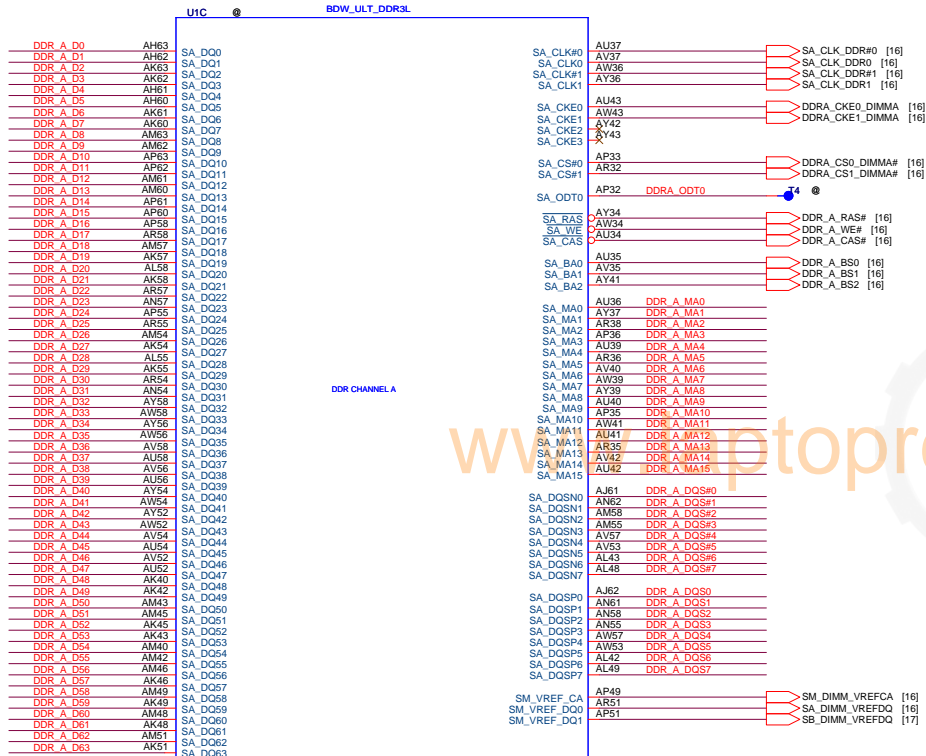 U1C @ BDW_ULT_DDR3L
DDR_A_D0 AH63 SA_DQ0
DDR_A_D1 AH62 SA_DQ1
DDR_A_D2 AK63 SA_DQ2
DDR_A_D3 AK62 SA_DQ3
DDR_A_D4 AH61 SA_DQ4
DDR_A_D5 AH60 SA_DQ5
DDR_A_D6 AK61 SA_DQ6
DDR_A_D7 AK60 SA_DQ7
DDR_A_D8 AM63 SA_DQ8
DDR_A_D9 AM62 SA_DQ9
DDR_A_D10 AP63 SA_DQ10
DDR_A_D11 AP62 SA_DQ11
DDR_A_D12 AM61 SA_DQ12
DDR_A_D13 AM60 SA_DQ13
DDR_A_D14 AP61 SA_DQ14
DDR_A_D15 AP60 SA_DQ15
DDR_A_D16 AP58 SA_DQ16
DDR_A_D17 AR58 SA_DQ17
DDR_A_D18 AM57 SA_DQ18
DDR_A_D19 AK57 SA_DQ19
DDR_A_D20 AL58 SA_DQ20
DDR_A_D21 AK58 SA_DQ21
DDR_A_D22 AR57 SA_DQ22
DDR_A_D23 AN57 SA_DQ23
DDR_A_D24 AP55 SA_DQ24
DDR_A_D25 AR55 SA_DQ25
DDR_A_D26 AM54 SA_DQ26
DDR_A_D27 AK54 SA_DQ27
DDR_A_D28 AL55 SA_DQ28
DDR_A_D29 AK55 SA_DQ29
DDR_A_D30 AR54 SA_DQ30
DDR_A_D31 AN54 SA_DQ31
DDR_A_D32 AY58 SA_DQ32
DDR_A_D33 AW58 SA_DQ33
DDR_A_D34 AY56 SA_DQ34
DDR_A_D35 AW56 SA_DQ35
DDR_A_D36 AV58 SA_DQ36
DDR_A_D37 AU58 SA_DQ37
DDR_A_D38 AV56 SA_DQ38
DDR_A_D39 AU56 SA_DQ39
DDR_A_D40 AY54 SA_DQ40
DDR_A_D41 AW54 SA_DQ41
DDR_A_D42 AY52 SA_DQ42
DDR_A_D43 AW52 SA_DQ43
DDR_A_D44 AV54 SA_DQ44
DDR_A_D45 AU54 SA_DQ45
DDR_A_D46 AV52 SA_DQ46
DDR_A_D47 AU52 SA_DQ47
DDR_A_D48 AK40 SA_DQ48
DDR_A_D49 AK42 SA_DQ49
DDR_A_D50 AM43 SA_DQ50
DDR_A_D51 AM45 SA_DQ51
DDR_A_D52 AK45 SA_DQ52
DDR_A_D53 AK43 SA_DQ53
DDR_A_D54 AM40 SA_DQ54
DDR_A_D55 AM42 SA_DQ55
DDR_A_D56 AM46 SA_DQ56
DDR_A_D57 AK46 SA_DQ57
DDR_A_D58 AM49 SA_DQ58
DDR_A_D59 AK49 SA_DQ59
DDR_A_D60 AM48 SA_DQ60
DDR_A_D61 AK48 SA_DQ61
DDR_A_D62 AM51 SA_DQ62
DDR_A_D63 AK51 SA_DQ63
DDR CHANNEL A
SA_CLK#0 AU37 SA_CLK_DDR#0 [16]
SA_CLK0 AV37 SA_CLK_DDR0 [16]
SA_CLK#1 AW36 SA_CLK_DDR#1 [16]
SA_CLK1 AY36 SA_CLK_DDR1 [16]
SA_CKE0 AU43 DDRA_CKE0_DIMMA [16]
SA_CKE1 AW43 DDRA_CKE1_DIMMA [16]
SA_CKE2 AY42
SA_CKE3 AY43
SA_CS#0 AP33 DDRA_CS0_DIMMA# [16]
SA_CS#1 AR32 DDRA_CS1_DIMMA# [16]
SA_ODT0 AP32 DDRA_ODT0 T4 @
SA_RAS AY34 DDR_A_RAS# [16]
SA_WE AW34 DDR_A_WE# [16]
SA_CAS AU34 DDR_A_CAS# [16]
SA_BA0 AU35 DDR_A_BS0 [16]
SA_BA1 AV35 DDR_A_BS1 [16]
SA_BA2 AY41 DDR_A_BS2 [16]
SA_MA0 AU36 DDR_A_MA0
SA_MA1 AY37 DDR_A_MA1
SA_MA2 AR38 DDR_A_MA2
SA_MA3 AP36 DDR_A_MA3
SA_MA4 AU39 DDR_A_MA4
SA_MA5 AR36 DDR_A_MA5
SA_MA6 AV40 DDR_A_MA6
SA_MA7 AW39 DDR_A_MA7
SA_MA8 AY39 DDR_A_MA8
SA_MA9 AU40 DDR_A_MA9
SA_MA10 AP35 DDR_A_MA10
SA_MA11 AW41 DDR_A_MA11
SA_MA12 AU41 DDR_A_MA12
SA_MA13 AR35 DDR_A_MA13
SA_MA14 AV42 DDR_A_MA14
SA_MA15 AU42 DDR_A_MA15
SA_DQSN0 AJ61 DDR_A_DQS#0
SA_DQSN1 AN62 DDR_A_DQS#1
SA_DQSN2 AM58 DDR_A_DQS#2
SA_DQSN3 AM55 DDR_A_DQS#3
SA_DQSN4 AV57 DDR_A_DQS#4
SA_DQSN5 AV53 DDR_A_DQS#5
SA_DQSN6 AL43 DDR_A_DQS#6
SA_DQSN7 AL48 DDR_A_DQS#7
SA_DQSP0 AJ62 DDR_A_DQS0
SA_DQSP1 AN61 DDR_A_DQS1
SA_DQSP2 AN58 DDR_A_DQS2
SA_DQSP3 AN55 DDR_A_DQS3
SA_DQSP4 AW57 DDR_A_DQS4
SA_DQSP5 AW53 DDR_A_DQS5
SA_DQSP6 AL42 DDR_A_DQS6
SA_DQSP7 AL49 DDR_A_DQS7
SM_VREF_CA AP49 SM_DIMM_VREFCA [16]
SM_VREF_DQ0 AR51 SA_DIMM_VREFDQ [16]
SM_VREF_DQ1 AP51 SB_DIMM_VREFDQ [17]